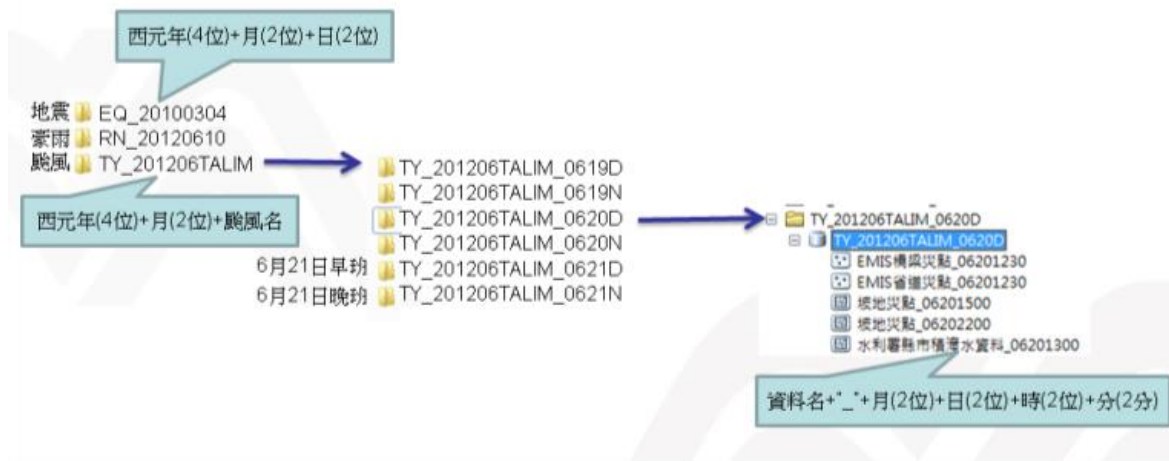 西元年(4位)+月(2位)+日(2位)
地震 EQ_20100304
豪雨 RN_20120610
颱風 TY_201206TALIM
西元年(4位)+月(2位)+颱風名
TY_201206TALIM_0619D
TY_201206TALIM_0619N
TY_201206TALIM_0620D
TY_201206TALIM_0620N
6月21日早班 TY_201206TALIM_0621D
6月21日晚班 TY_201206TALIM_0621N
TY_201206TALIM_0620D
TY_201206TALIM_0620D
EMIS橋梁災點_06201230
EMIS省道災點_06201230
坡地災點_06201500
坡地災點_06202200
水利署縣市積淹水資料_06201300
資料名+"_"+月(2位)+日(2位)+時(2位)+分(2分)